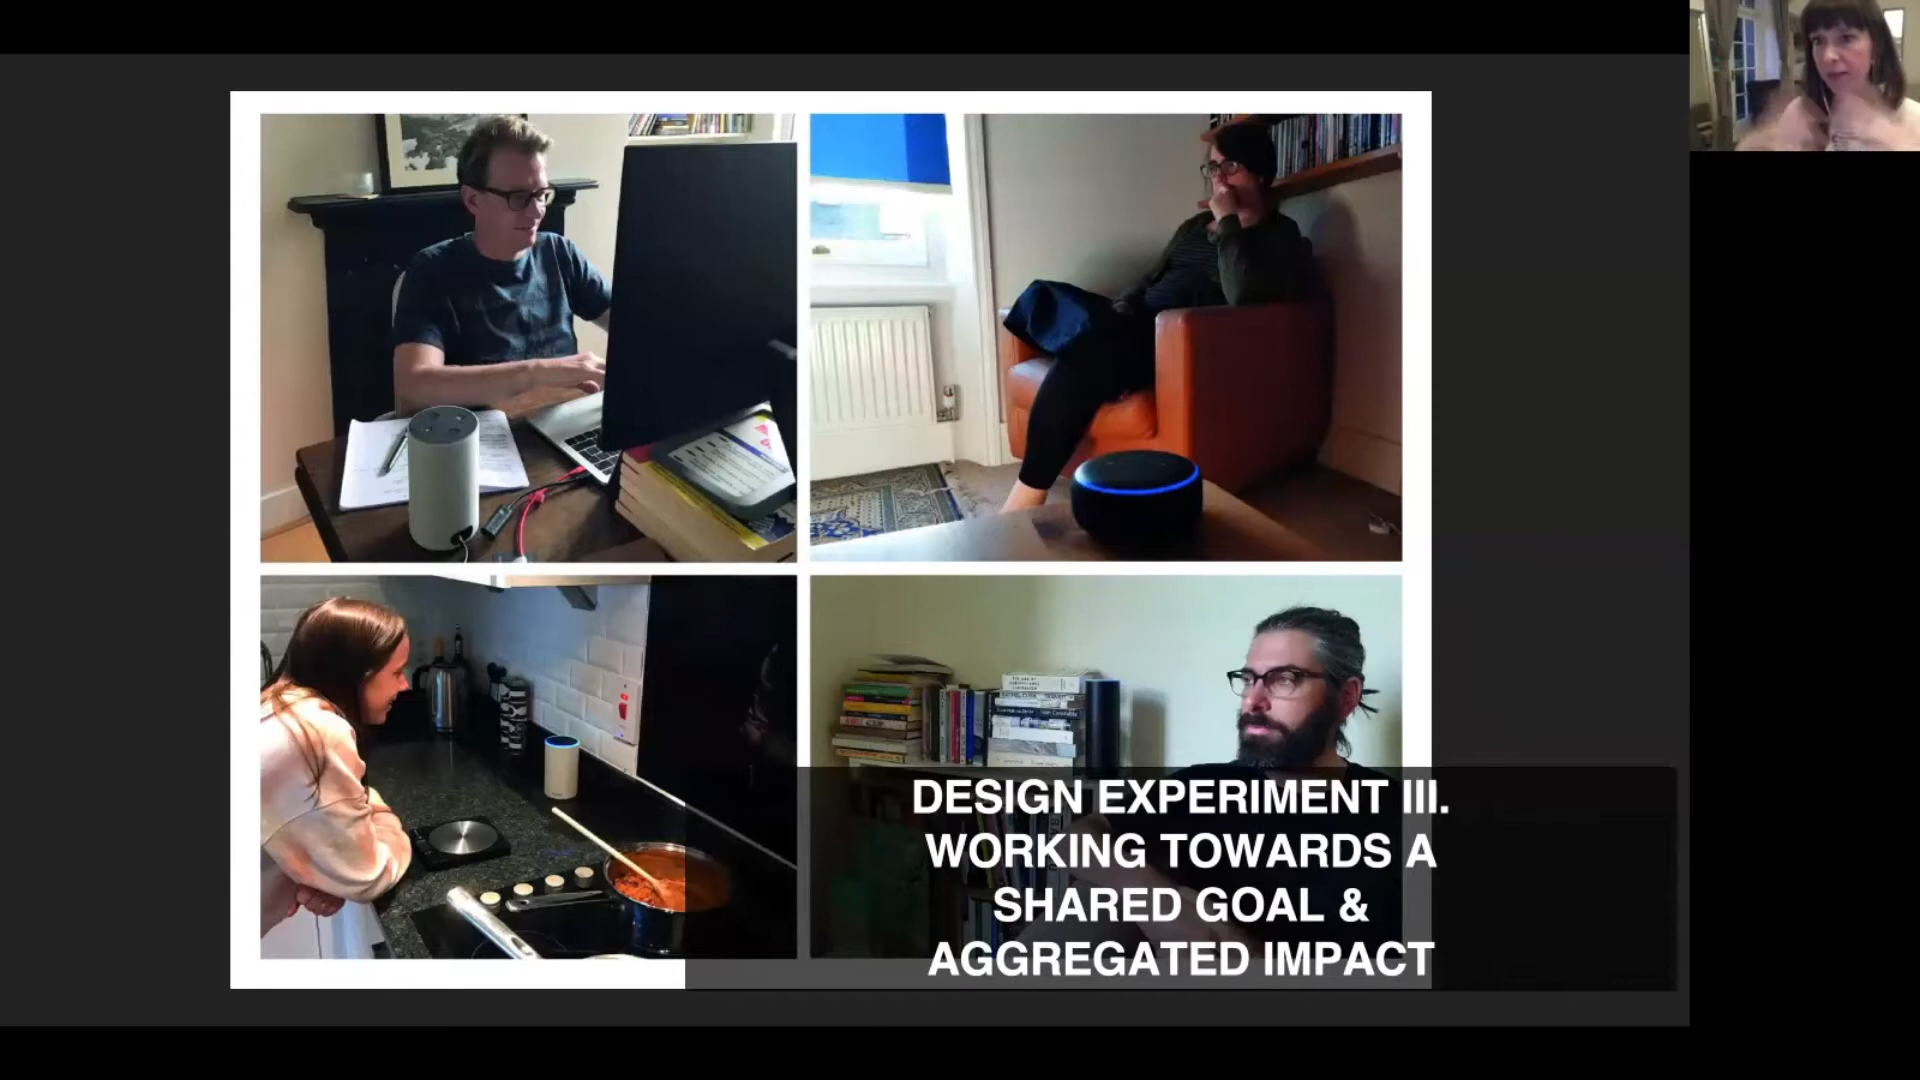 DESIGN EXPERIMENT III.
WORKING TOWARDS A
SHARED GOAL &
AGGREGATED IMPACT